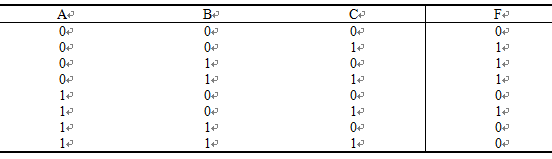 A B C F
0 0 0 0
0 0 1 1
0 1 0 1
0 1 1 1
1 0 0 0
1 0 1 1
1 1 0 0
1 1 1 0